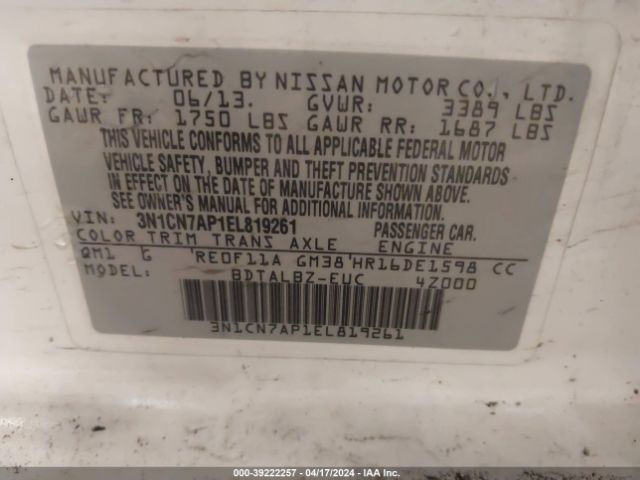 MANUFACTURED BY NISSAN MOTOR CO., LTD.
DATE: 06/13. GVWR: 3389 LBS
GAWR FR: 1750 LBS GAWR RR: 1687 LBS
THIS VEHICLE CONFORMS TO ALL APPLICABLE FEDERAL MOTOR
VEHICLE SAFETY, BUMPER AND THEFT PREVENTION STANDARDS
IN EFFECT ON THE DATE OF MANUFACTURE SHOWN ABOVE.
SEE OWNER'S MANUAL FOR ADDITIONAL INFORMATION.
VIN: 3N1CN7AP1EL819261 PASSENGER CAR.
COLOR TRIM TRANS AXLE ENGINE
QM1 G 'RE0F11A GM38'HR16DE1598 CC
MODEL: BDTALBZ-EUC 4Z000
3N1CN7AP1EL819261
000-39222257 - 04/17/2024 - IAA Inc.